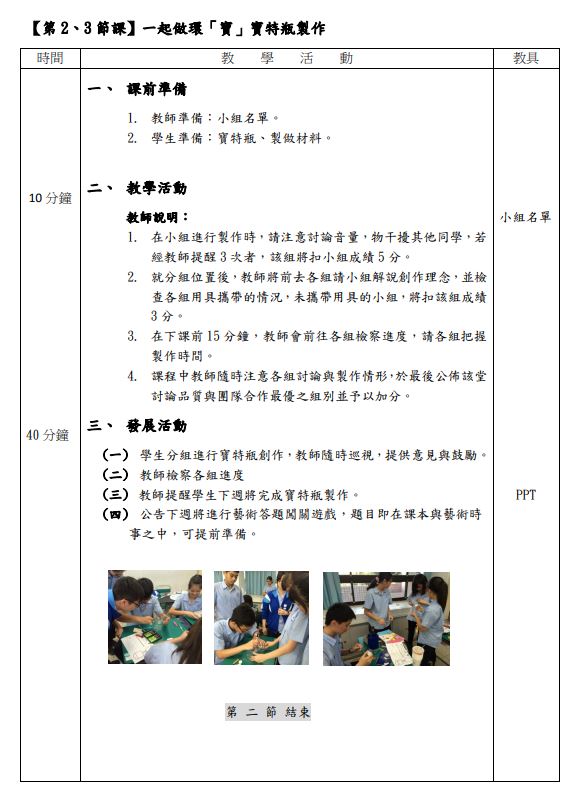 【第 2、3 節課】一起做環「寶」寶特瓶製作
時間 教 學 活 動 教具
一、 課前準備
1. 教師準備：小組名單。
2. 學生準備：寶特瓶、製做材料。
10 分鐘
二、 教學活動
教師說明：
小組名單
1. 在小組進行製作時，請注意討論音量，物干擾其他同學，若
經教師提醒 3 次者，該組將扣小組成績 5 分。
2. 就分組位置後，教師將前去各組請小組解說創作理念，並檢
查各組用具攜帶的情況，未攜帶用具的小組，將扣該組成績
3 分。
3. 在下課前 15 分鐘，教師會前往各組檢察進度，請各組把握
製作時間。
4. 課程中教師隨時注意各組討論與製作情形，於最後公佈該堂
討論品質與團隊合作最優之組別並予以加分。
40 分鐘
三、 發展活動
(一) 學生分組進行寶特瓶創作，教師隨時巡視，提供意見與鼓勵。
(二) 教師檢察各組進度
(三) 教師提醒學生下週將完成寶特瓶製作。
PPT
(四) 公告下週將進行藝術答題闖關遊戲，題目即在課本與藝術時
事之中，可提前準備。
第 二 節 結束